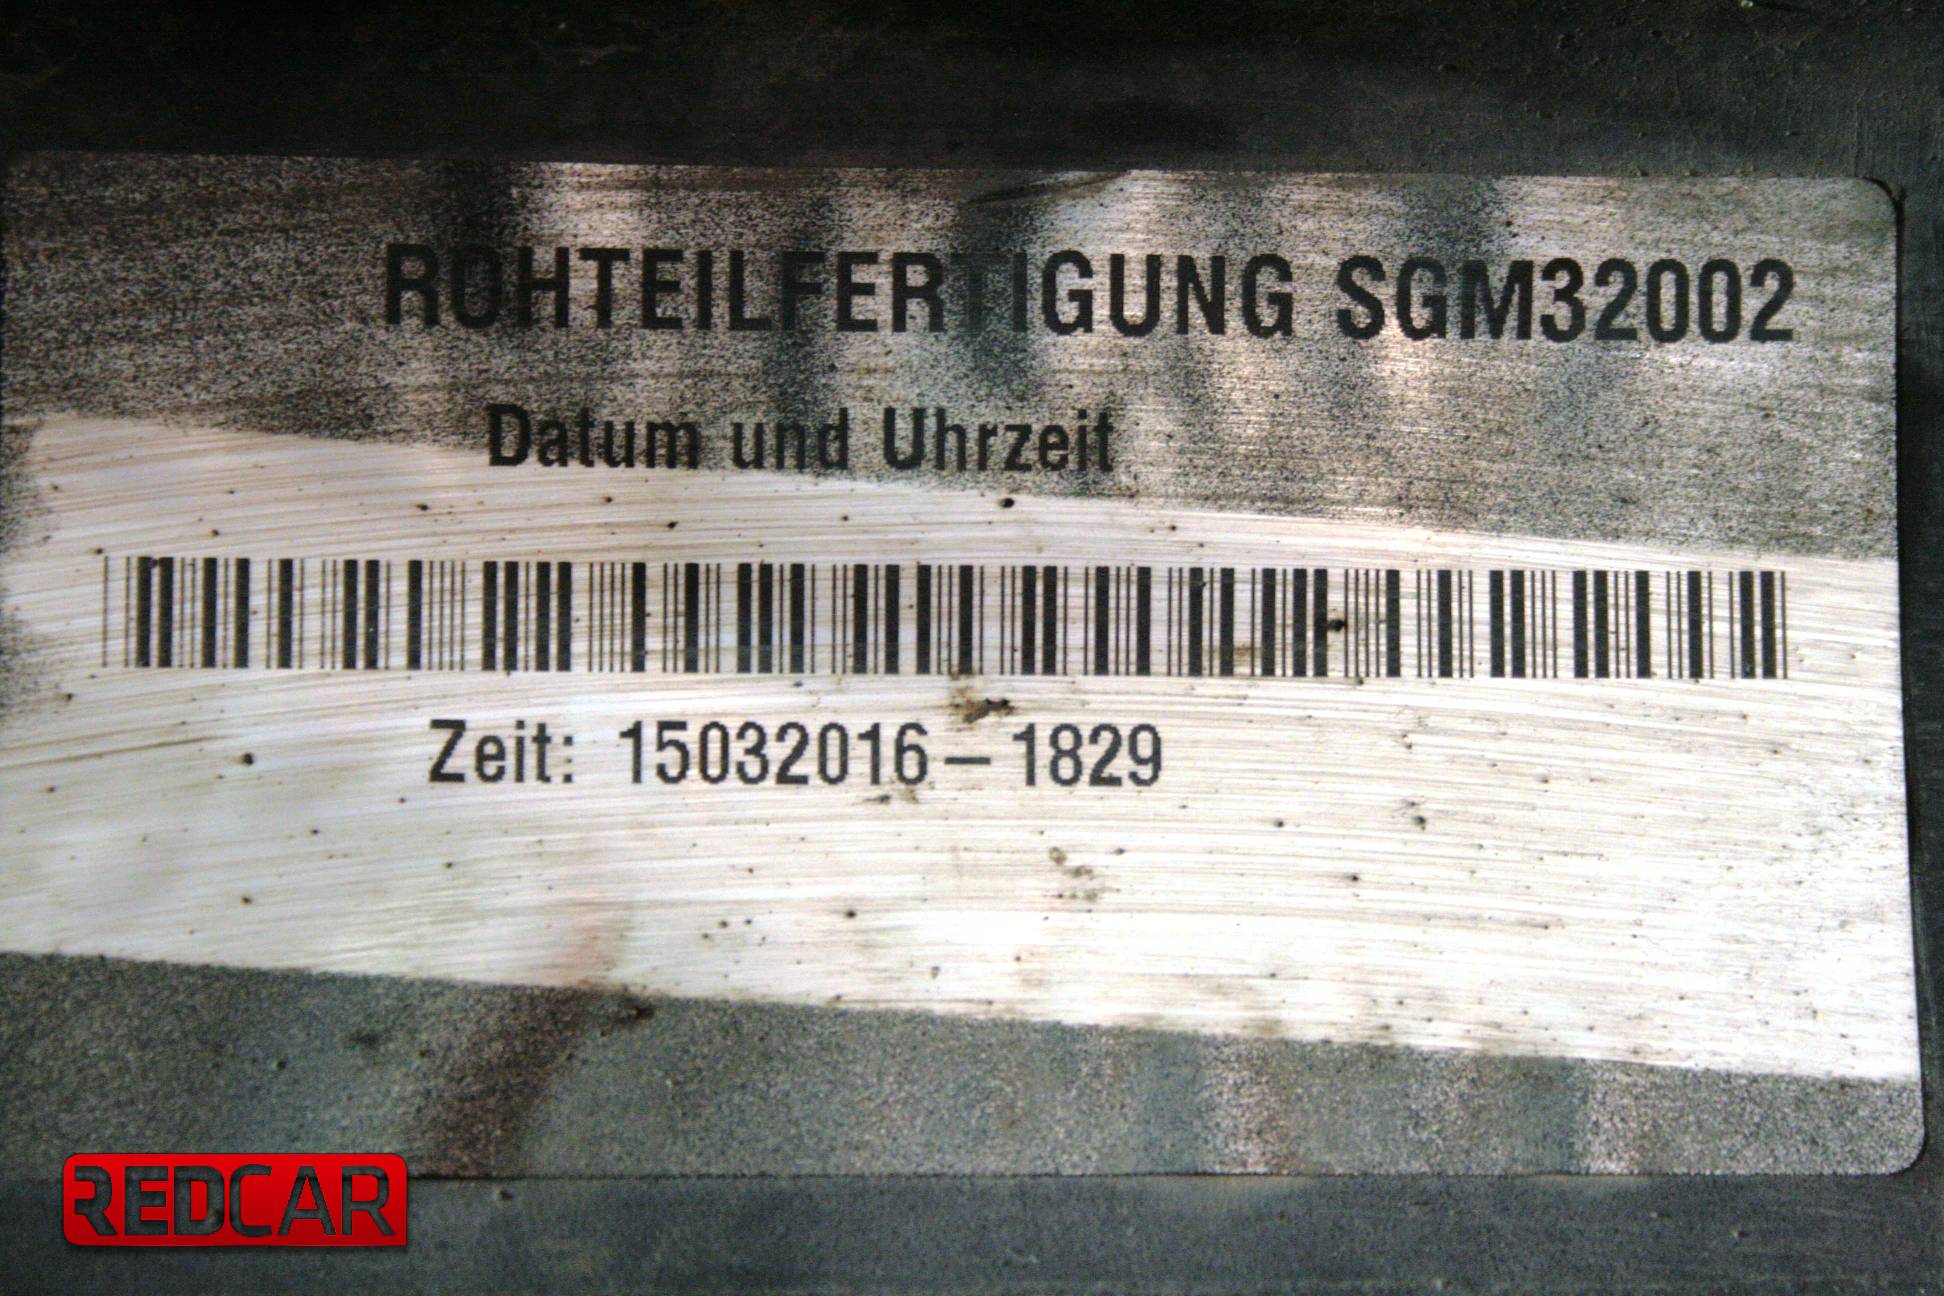 ROHTEILFERTIGUNG SGM32002
Datum und Uhrzeit
Zeit: 15032016-1829
REDCAR